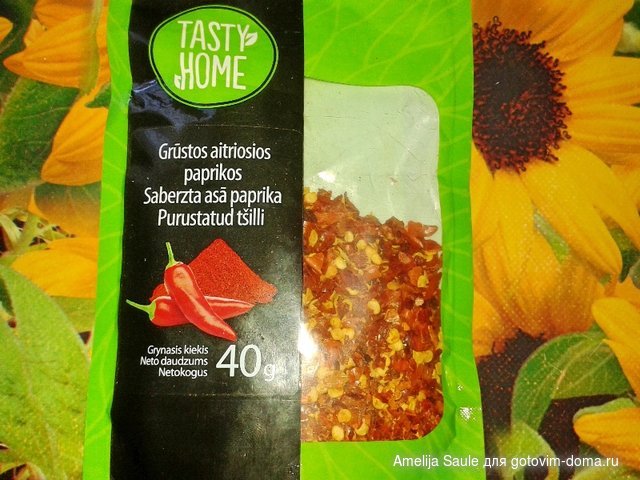 TASTY
HOME
Grūstos aitriosios
paprikos
Saberzta asā paprika
Purustatud tšilli
Grynasis kiekis
Neto daudzums
Netokogus
40g
Amelija Saule для gotovim-doma.ru